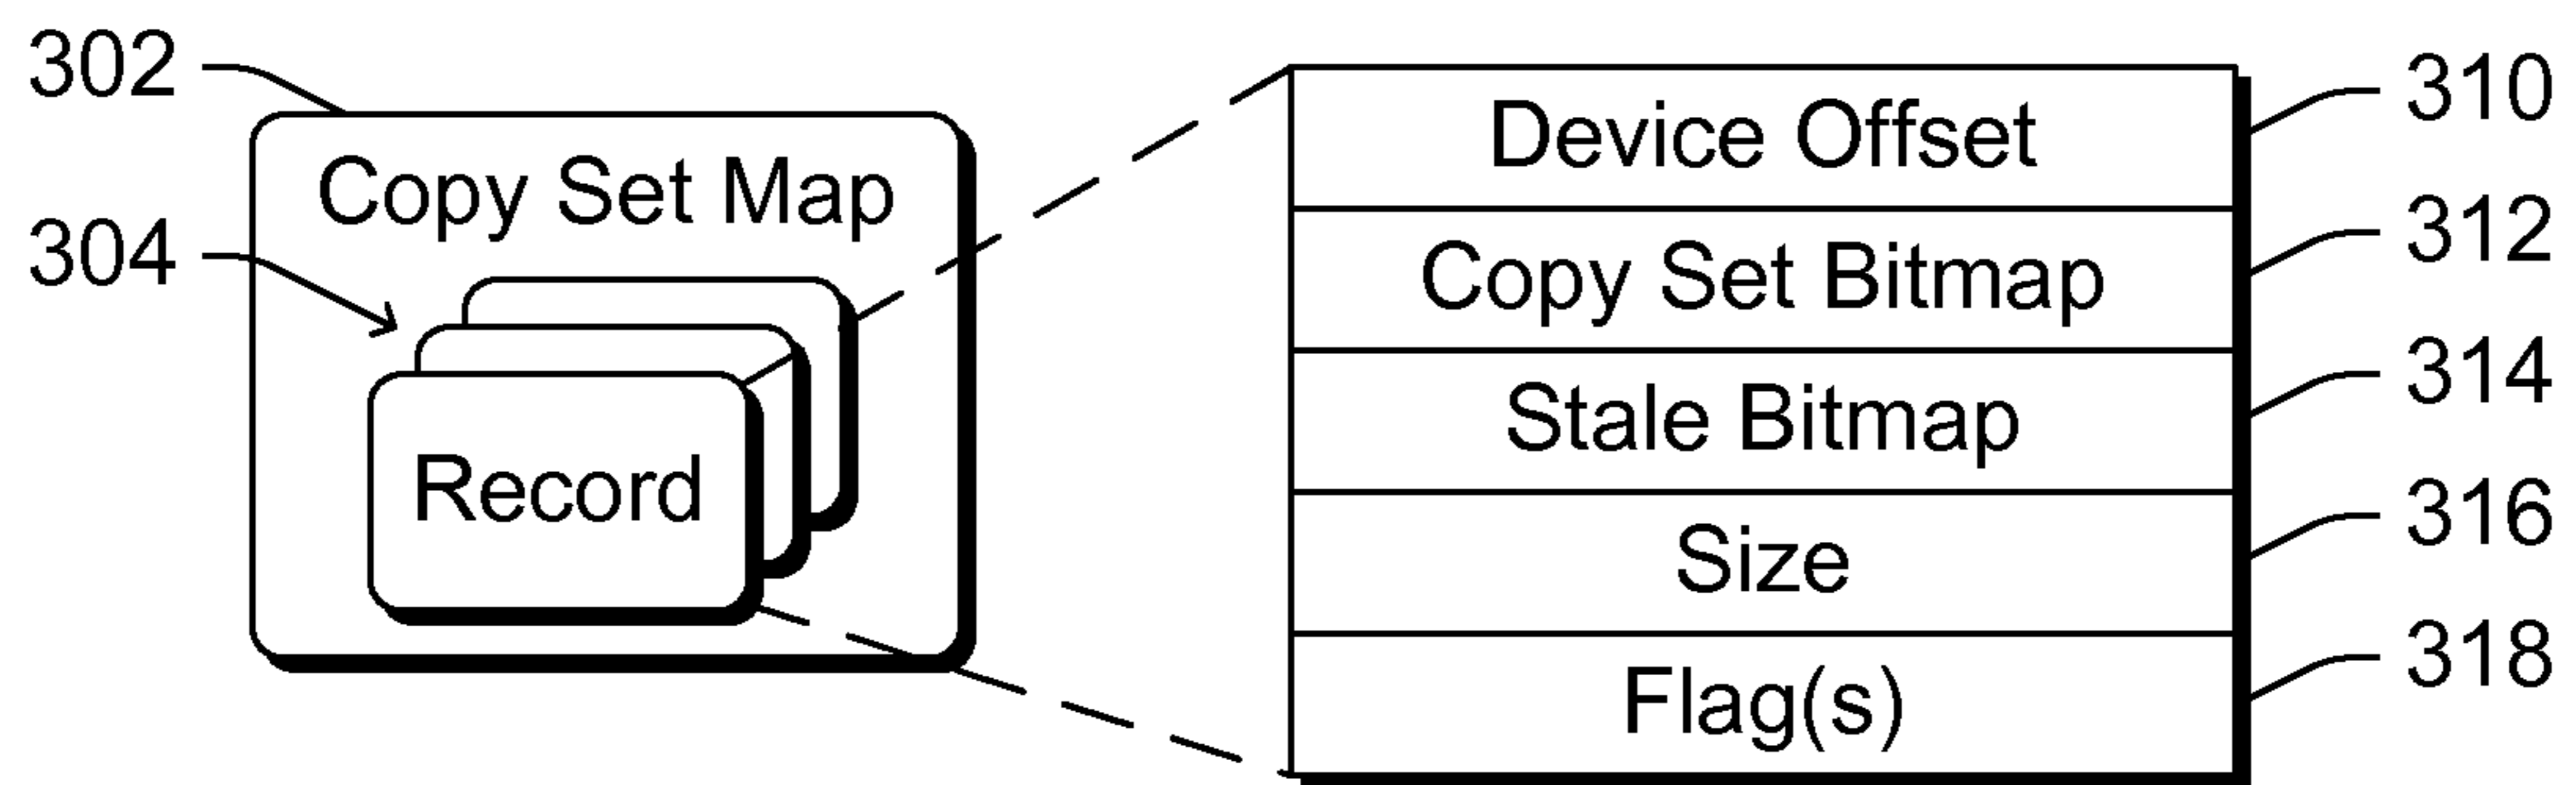 302
Copy Set Map
304
Record
Device Offset
310
Copy Set Bitmap
312
Stale Bitmap
314
Size
316
Flag(s)
318